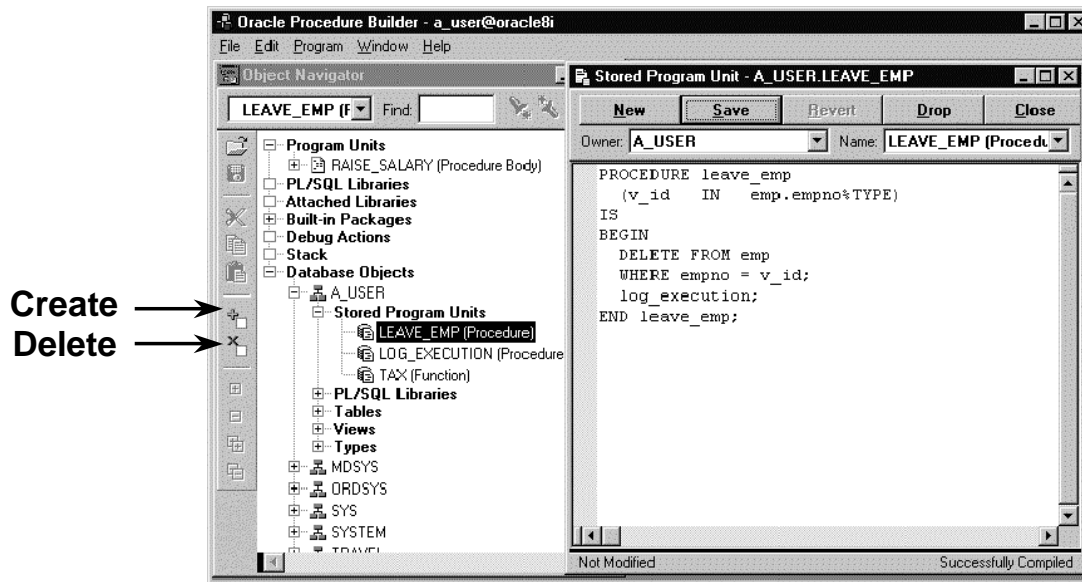 Oracle Procedure Builder - a_user@oracle8i
File Edit Program Window Help
Object Navigator
LEAVE_EMP (F Find:
Program Units
RAISE_SALARY (Procedure Body)
PL/SQL Libraries
Attached Libraries
Built-in Packages
Debug Actions
Stack
Database Objects
A_USER
Stored Program Units
LEAVE_EMP (Procedure)
LOG_EXECUTION (Procedure
TAX (Function)
PL/SQL Libraries
Tables
Views
Types
MDSYS
ORDSYS
SYS
SYSTEM
TRAVEL
Create
Delete
Stored Program Unit - A_USER.LEAVE_EMP
New Save Revert Drop Close
Owner: A_USER Name: LEAVE_EMP (Procedu
PROCEDURE leave_emp
(v_id IN emp.empno%TYPE)
IS
BEGIN
DELETE FROM emp
WHERE empno = v_id;
log_execution;
END leave_emp;
Not Modified Successfully Compiled